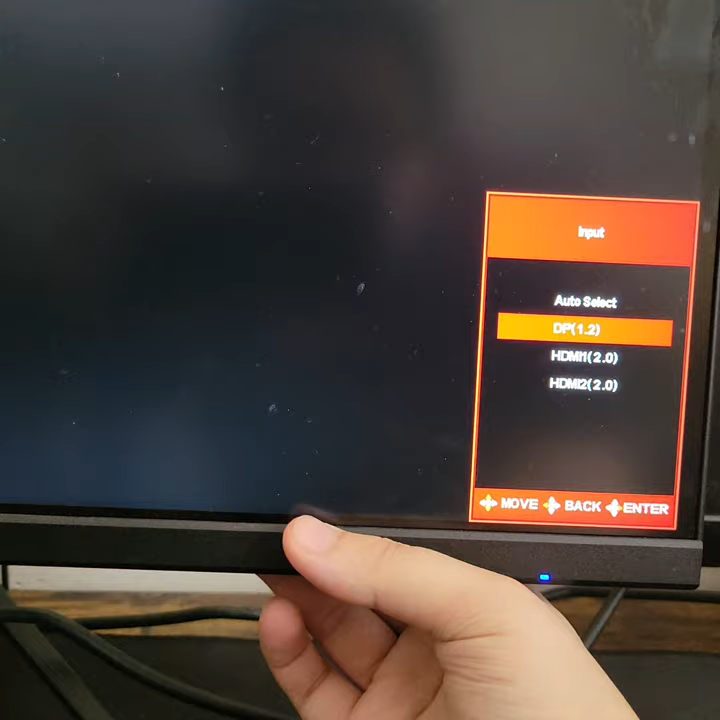 Input
Auto Select
DP(1.2)
HDMI1(2.0)
HDMI2(2.0)
MOVE BACK ENTER